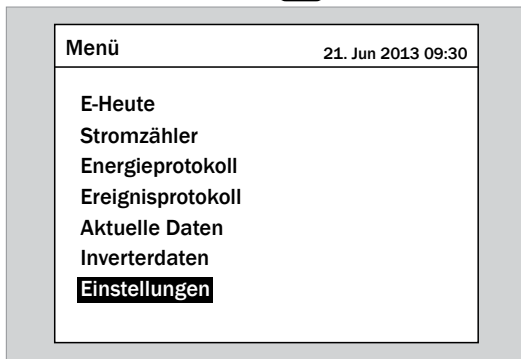 Menü
21. Jun 2013 09:30
E-Heute
Stromzähler
Energieprotokoll
Ereignisprotokoll
Aktuelle Daten
Inverterdaten
Einstellungen